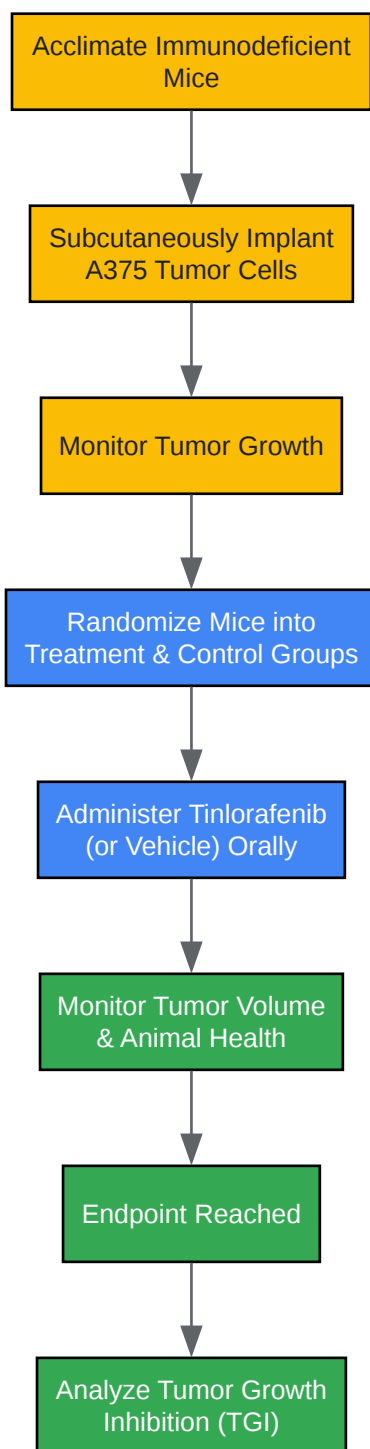 Acclimate Immunodeficient
Mice
Subcutaneously Implant
A375 Tumor Cells
Monitor Tumor Growth
Randomize Mice into
Treatment & Control Groups
Administer Tinlorafenib
(or Vehicle) Orally
Monitor Tumor Volume
& Animal Health
Endpoint Reached
Analyze Tumor Growth
Inhibition (TGI)